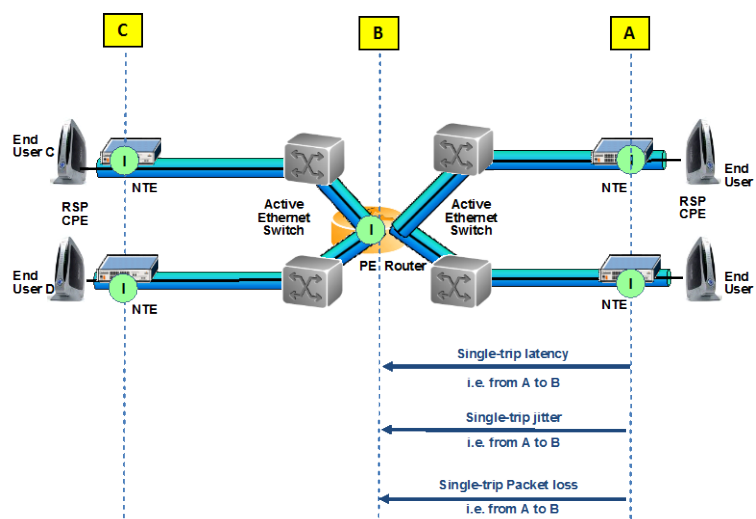 C
B
A
End
User C
I
NTE
RSP
CPE
Active
Ethernet
Switch
I
PE Router
Active
Ethernet
Switch
I
NTE
End
User
RSP
CPE
End
User D
I
NTE
I
NTE
End
User
Single-trip latency
i.e. from A to B
Single-trip jitter
i.e. from A to B
Single-trip Packet loss
i.e. from A to B